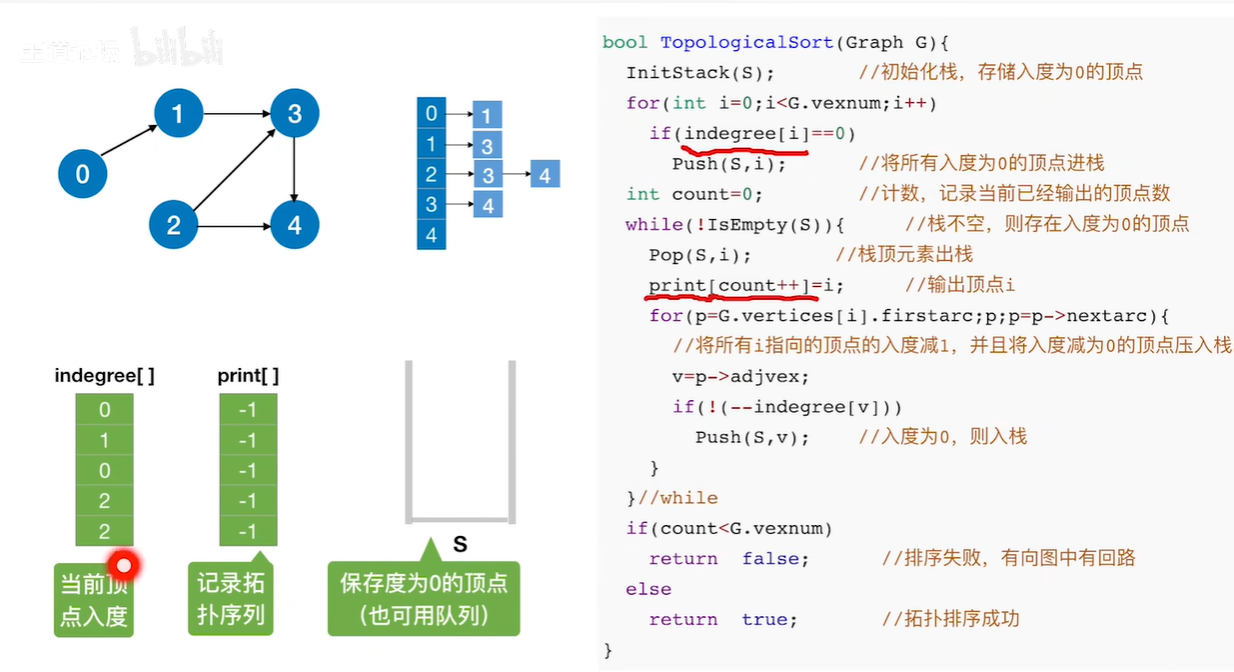 王道论坛 bilibili
1
3
0
2
4
0 1
1 3
2 3 4
3 4
4
indegree[ ]
0
1
0
2
2
当前顶
点入度
print[ ]
-1
-1
-1
-1
-1
记录拓
扑序列
S
保存度为0的顶点
（也可用队列）
bool TopologicalSort(Graph G){
InitStack(S); //初始化栈，存储入度为0的顶点
for(int i=0;i<G.vexnum;i++)
if(indegree[i]==0)
Push(S,i); //将所有入度为0的顶点进栈
int count=0; //计数，记录当前已经输出的顶点数
while(!IsEmpty(S)){ //栈不空，则存在入度为0的顶点
Pop(S,i); //栈顶元素出栈
print[count++]=i; //输出顶点i
for(p=G.vertices[i].firstarc;p;p=p->nextarc){
//将所有i指向的顶点的入度减1，并且将入度减为0的顶点压入栈
v=p->adjvex;
if(!(--indegree[v]))
Push(S,v); //入度为0，则入栈
}
}//while
if(count<G.vexnum)
return false; //排序失败，有向图中有回路
else
return true; //拓扑排序成功
}